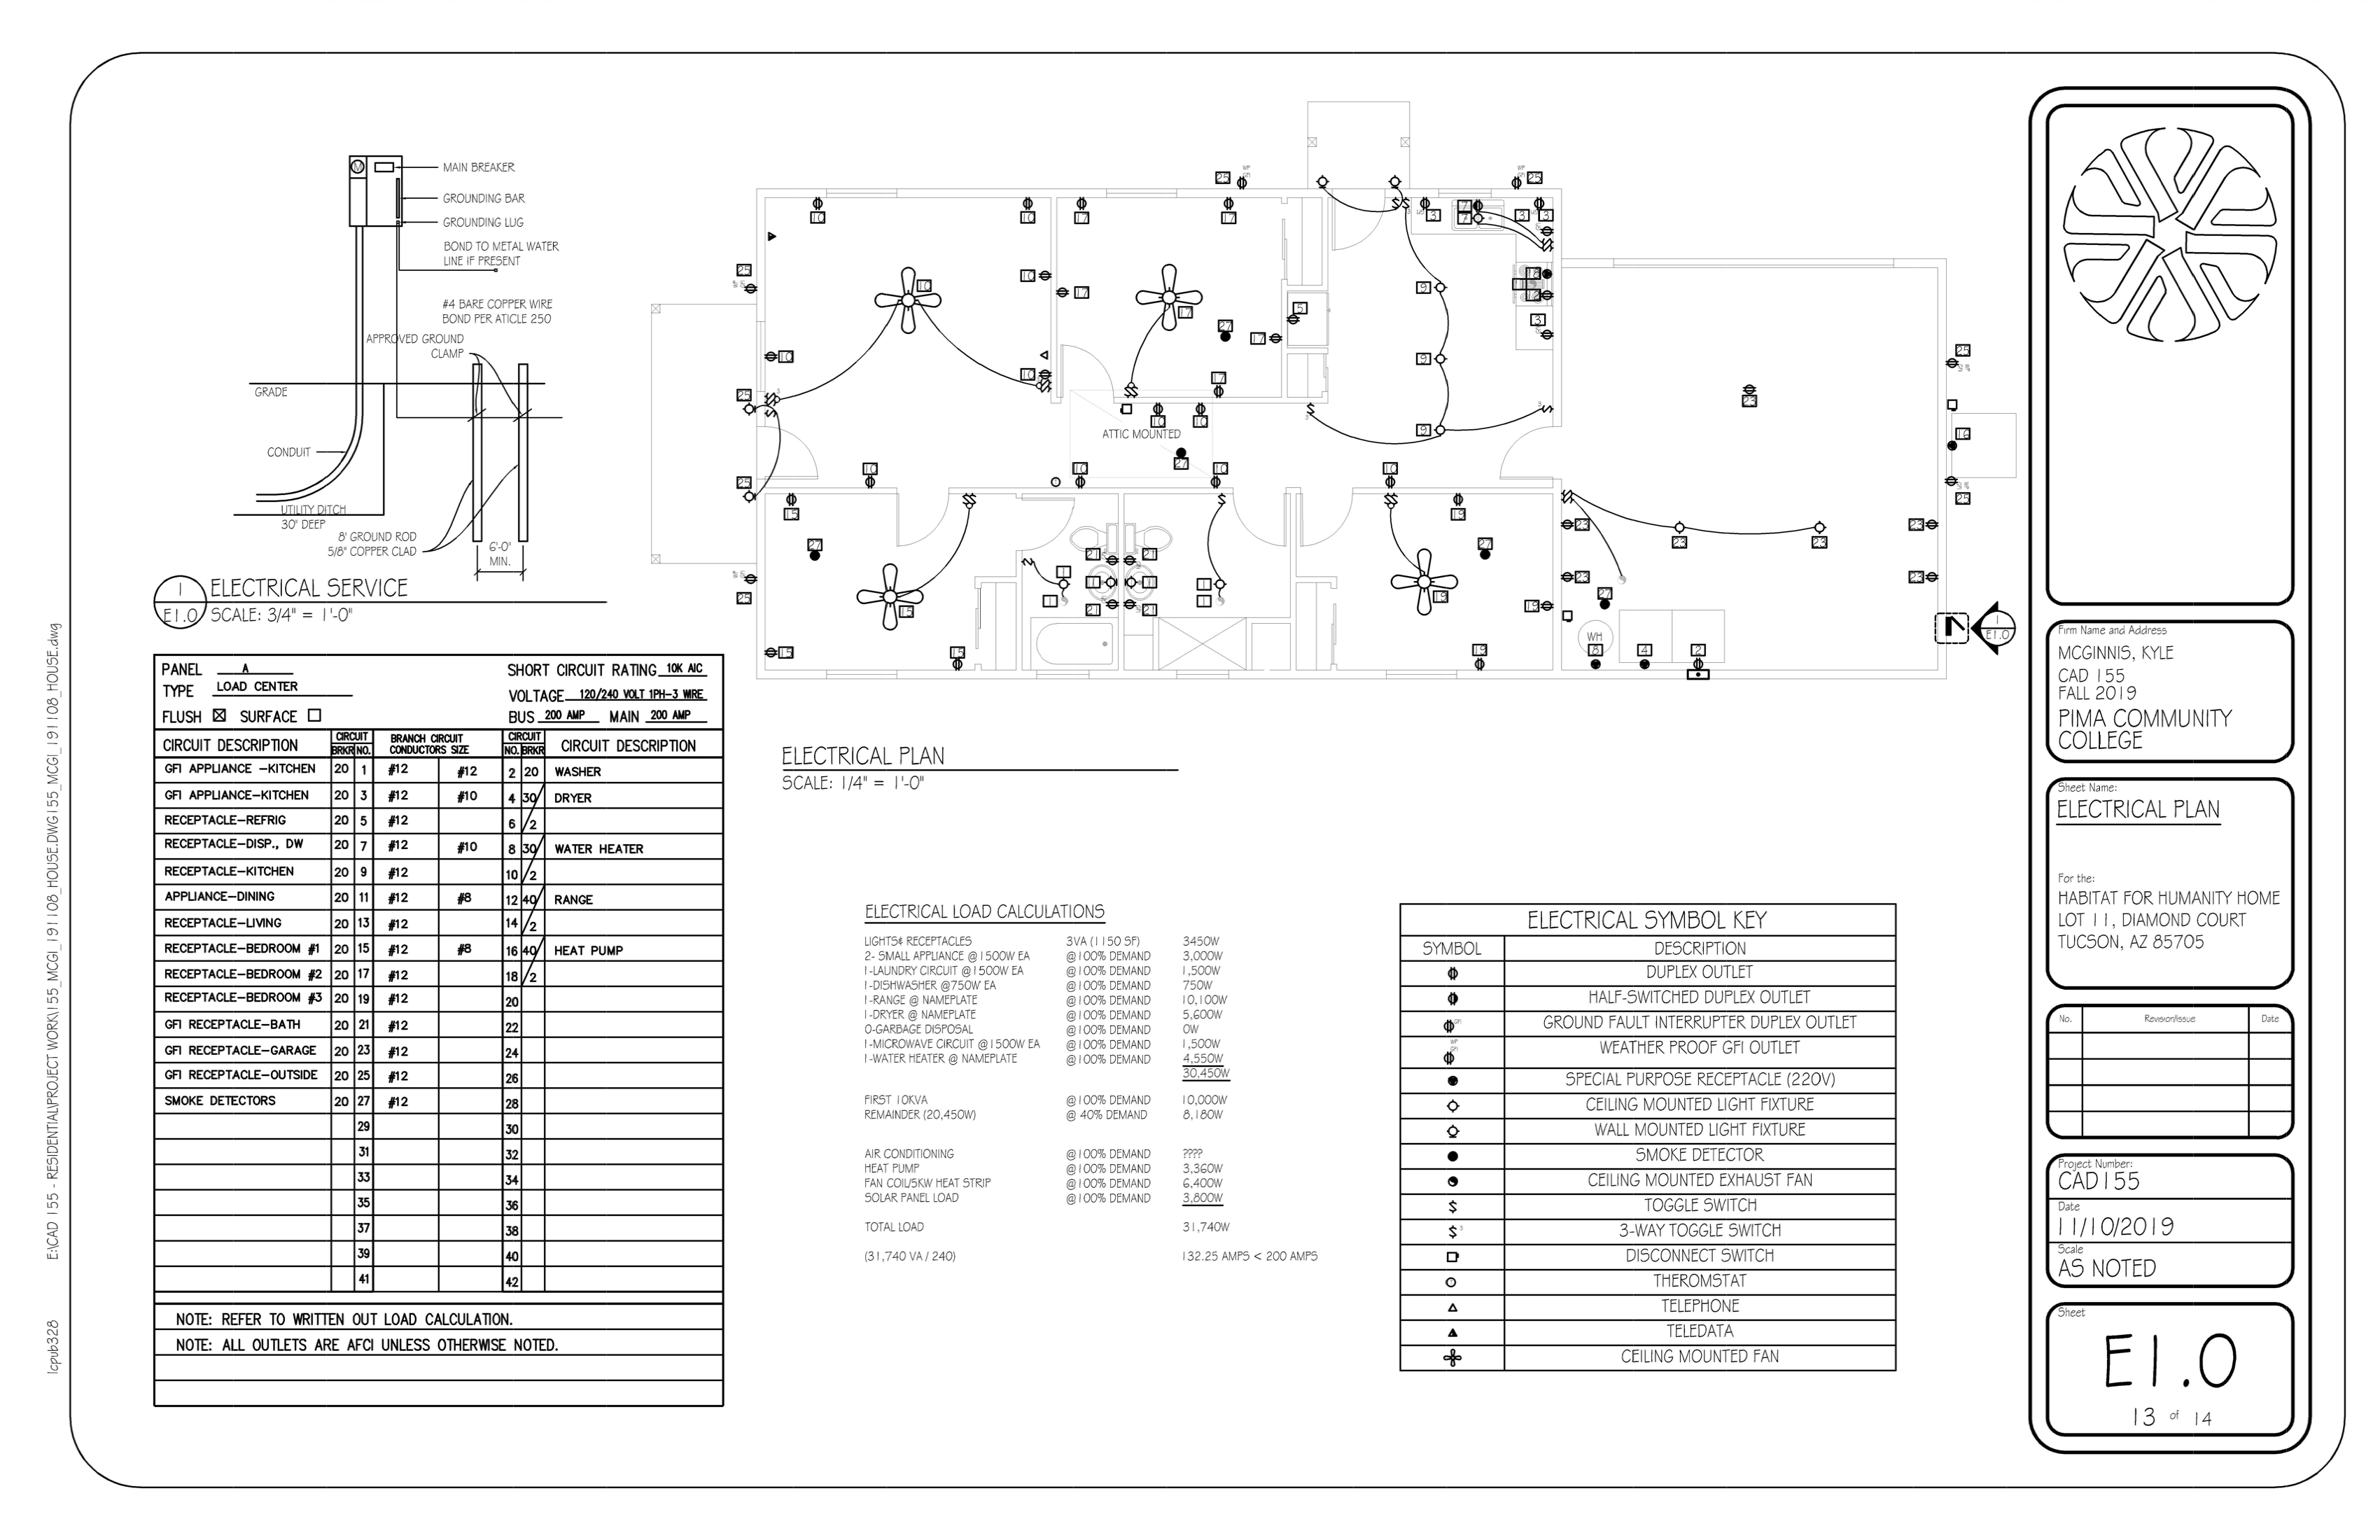 MAIN BREAKER
GROUNDING BAR
GROUNDING LUG
BOND TO METAL WATER
LINE IF PRESENT
#4 BARE COPPER WIRE
BOND PER ATICLE 250
APPROVED GROUND
CLAMP
GRADE
CONDUIT
UTILITY DITCH
30" DEEP
8' GROUND ROD
5/8" COPPER CLAD
6'-0"
MIN.
M
1
E1.0
ELECTRICAL SERVICE
SCALE: 3/4" = 1'-0"
PANEL A
SHORT CIRCUIT RATING 10K AIC
TYPE LOAD CENTER
VOLTAGE 120/240 VOLT 1PH-3 WIRE
FLUSH ☒ SURFACE ☐
BUS 200 AMP MAIN 200 AMP
CIRCUIT DESCRIPTION CIRCUIT BRKR NO. BRANCH CIRCUIT CONDUCTORS SIZE CIRCUIT NO. BRKR CIRCUIT DESCRIPTION
GFI APPLIANCE -KITCHEN 20 1 #12 #12 2 20 WASHER
GFI APPLIANCE-KITCHEN 20 3 #12 #10 4 30/ DRYER
RECEPTACLE-REFRIG 20 5 #12 6 /2
RECEPTACLE-DISP., DW 20 7 #12 #10 8 30/ WATER HEATER
RECEPTACLE-KITCHEN 20 9 #12 10 /2
APPLIANCE-DINING 20 11 #12 #8 12 40/ RANGE
RECEPTACLE-LIVING 20 13 #12 14 /2
RECEPTACLE-BEDROOM #1 20 15 #12 #8 16 40/ HEAT PUMP
RECEPTACLE-BEDROOM #2 20 17 #12 18 /2
RECEPTACLE-BEDROOM #3 20 19 #12 20
GFI RECEPTACLE-BATH 20 21 #12 22
GFI RECEPTACLE-GARAGE 20 23 #12 24
GFI RECEPTACLE-OUTSIDE 20 25 #12 26
SMOKE DETECTORS 20 27 #12 28
29 30
31 32
33 34
35 36
37 38
39 40
41 42
NOTE: REFER TO WRITTEN OUT LOAD CALCULATION.
NOTE: ALL OUTLETS ARE AFCI UNLESS OTHERWISE NOTED.
ATTIC MOUNTED
WH
1
E1.0
ELECTRICAL PLAN
SCALE: 1/4" = 1'-0"
ELECTRICAL LOAD CALCULATIONS
LIGHTS& RECEPTACLES 3VA (1150 SF) 3450W
2- SMALL APPLIANCE @1500W EA @100% DEMAND 3,000W
1-LAUNDRY CIRCUIT @1500W EA @100% DEMAND 1,500W
1-DISHWASHER @750W EA @100% DEMAND 750W
1-RANGE @ NAMEPLATE @100% DEMAND 10,100W
1-DRYER @ NAMEPLATE @100% DEMAND 5,600W
0-GARBAGE DISPOSAL @100% DEMAND 0W
1-MICROWAVE CIRCUIT @1500W EA @100% DEMAND 1,500W
1-WATER HEATER @ NAMEPLATE @100% DEMAND 4,550W
30,450W
FIRST 10KVA @100% DEMAND 10,000W
REMAINDER (20,450W) @ 40% DEMAND 8,180W
AIR CONDITIONING @100% DEMAND ????
HEAT PUMP @100% DEMAND 3,360W
FAN COIL/5KW HEAT STRIP @100% DEMAND 6,400W
SOLAR PANEL LOAD @100% DEMAND 3,800W
TOTAL LOAD 31,740W
(31,740 VA / 240) 132.25 AMPS < 200 AMPS
ELECTRICAL SYMBOL KEY
SYMBOL DESCRIPTION
DUPLEX OUTLET
HALF-SWITCHED DUPLEX OUTLET
GROUND FAULT INTERRUPTER DUPLEX OUTLET
WEATHER PROOF GFI OUTLET
SPECIAL PURPOSE RECEPTACLE (220V)
CEILING MOUNTED LIGHT FIXTURE
WALL MOUNTED LIGHT FIXTURE
SMOKE DETECTOR
CEILING MOUNTED EXHAUST FAN
$ TOGGLE SWITCH
$ 3 3-WAY TOGGLE SWITCH
DISCONNECT SWITCH
THEROMSTAT
TELEPHONE
TELEDATA
CEILING MOUNTED FAN
Firm Name and Address
MCGINNIS, KYLE
CAD 155
FALL 2019
PIMA COMMUNITY
COLLEGE
Sheet Name:
ELECTRICAL PLAN
For the:
HABITAT FOR HUMANITY HOME
LOT 11, DIAMOND COURT
TUCSON, AZ 85705
No. Revision/Issue Date
Project Number:
CAD155
Date
11/10/2019
Scale
AS NOTED
Sheet
E1.0
13 of 14
E:\CAD 155 - RESIDENTIAL\PROJECT WORK\155_MCGI_191108_HOUSE.DWG155_MCGI_191108_HOUSE.dwg
lcpub328